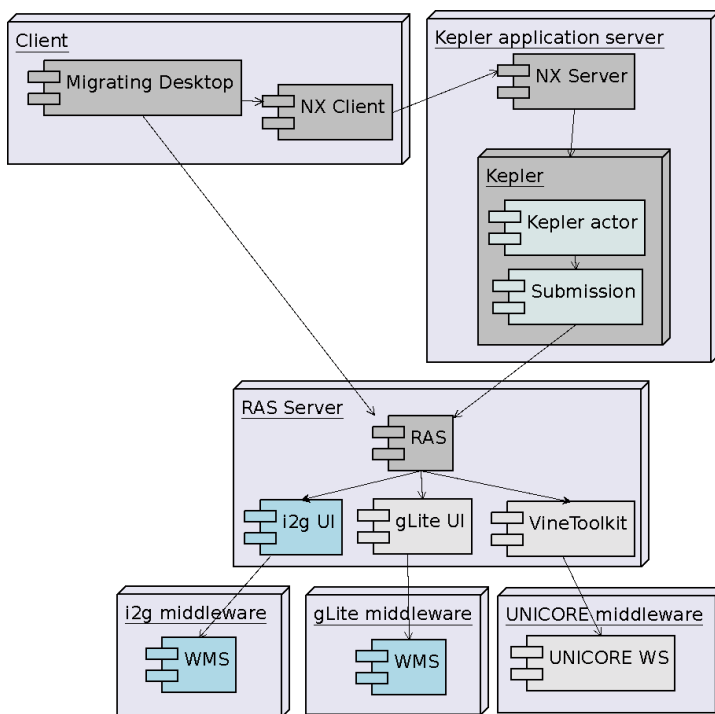 Client
Migrating Desktop
NX Client
Kepler application server
NX Server
Kepler
Kepler actor
Submission
RAS Server
RAS
i2g UI
gLite UI
VineToolkit
i2g middleware
WMS
gLite middleware
WMS
UNICORE middleware
UNICORE WS